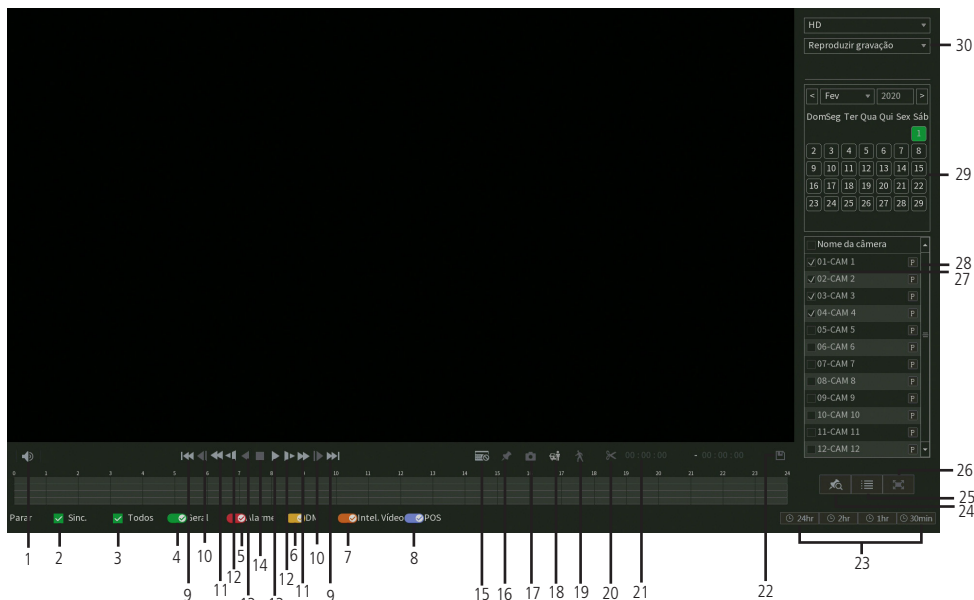 HD
Reproduzir gravação
30
< Fev 2020 >
Dom Seg Ter Qua Qui Sex Sáb
1
2 3 4 5 6 7 8
9 10 11 12 13 14 15
29
16 17 18 19 20 21 22
23 24 25 26 27 28 29
Nome da câmera
01-CAM 1 P
28
27
02-CAM 2 P
03-CAM 3 P
04-CAM 4 P
05-CAM 5 P
06-CAM 6 P
07-CAM 7 P
08-CAM 8 P
09-CAM 9 P
10-CAM 10 P
11-CAM 11 P
12-CAM 12 P
00:00:00 - 00:00:00
0 1 2 3 4 5 6 7 8 9 10 11 12 13 14 15 16 17 18 19 20 21 22 23 24
26
25
24
Parar Sinc. Todos Geral Alarme DM Intel. Vídeo POS
24hr 2hr 1hr 30min
1 2 3 4 10 12 5 14 12 6 10 7 8
9 11 13 13 11 9
15 16 17 18 19 20 21 22 23